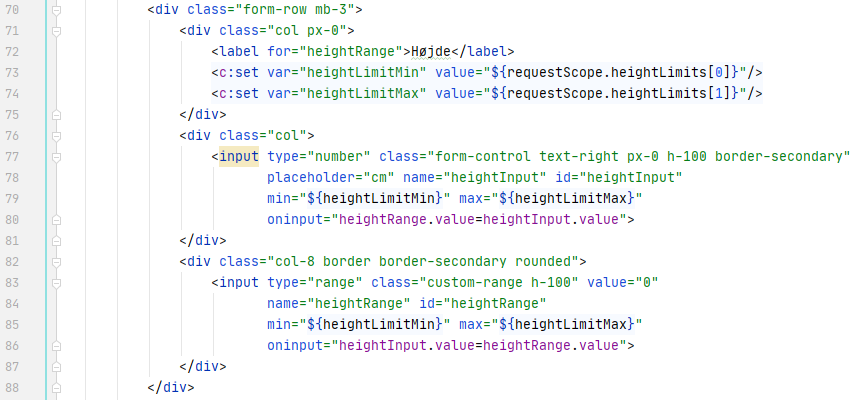 70 <div class="form-row mb-3">
71 <div class="col px-0">
72 <label for="heightRange">Højde</label>
73 <c:set var="heightLimitMin" value="${requestScope.heightLimits[0]}"/>
74 <c:set var="heightLimitMax" value="${requestScope.heightLimits[1]}"/>
75 </div>
76 <div class="col">
77 <input type="number" class="form-control text-right px-0 h-100 border-secondary"
78 placeholder="cm" name="heightInput" id="heightInput"
79 min="${heightLimitMin}" max="${heightLimitMax}"
80 oninput="heightRange.value=heightInput.value">
81 </div>
82 <div class="col-8 border border-secondary rounded">
83 <input type="range" class="custom-range h-100" value="0"
84 name="heightRange" id="heightRange"
85 min="${heightLimitMin}" max="${heightLimitMax}"
86 oninput="heightInput.value=heightRange.value">
87 </div>
88 </div>